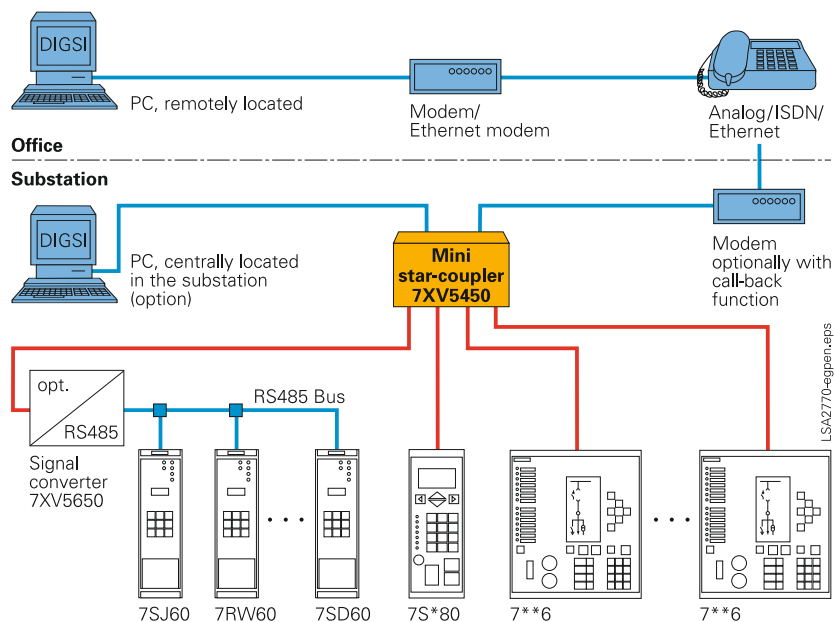 DIGSI
PC, remotely located
Modem/
Ethernet modem
Analog/ISDN/
Ethernet
Office
Substation
DIGSI
PC, centrally located
in the substation
(option)
Mini
star-coupler
7XV5450
Modem
optionally with
call-back
function
LSA2770-egpen.eps
opt.
RS485
RS485 Bus
Signal
converter
7XV5650
. . .
. . .
7SJ60
7RW60
7SD60
7S*80
7**6
7**6